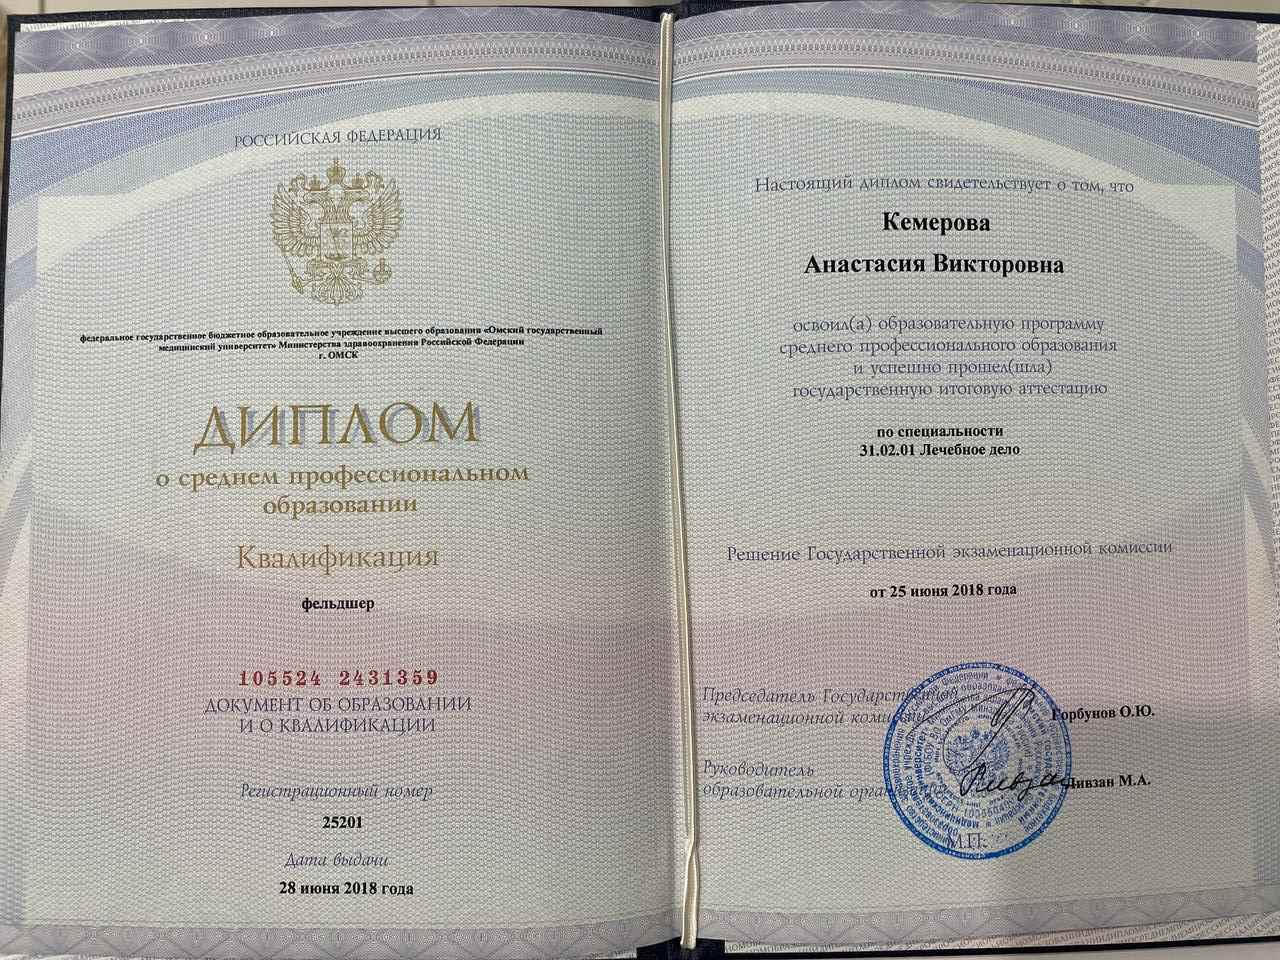 РОССИЙСКАЯ ФЕДЕРАЦИЯ
федеральное государственное бюджетное образовательное учреждение высшего образования «Омский государственный
медицинский университет» Министерства здравоохранения Российской Федерации
г. ОМСК
ДИПЛОМ
о среднем профессиональном
образовании
Квалификация
фельдшер
105524 2431359
ДОКУМЕНТ ОБ ОБРАЗОВАНИИ
И О КВАЛИФИКАЦИИ
Регистрационный номер
25201
Дата выдачи
28 июня 2018 года
Настоящий диплом свидетельствует о том, что
Кемерова
Анастасия Викторовна
освоил(а) образовательную программу
среднего профессионального образования
и успешно прошел(шла)
государственную итоговую аттестацию
по специальности
31.02.01 Лечебное дело
Решение Государственной экзаменационной комиссии
от 25 июня 2018 года
Председатель Государственной
экзаменационной комиссии
Горбунов О.Ю.
Руководитель
образовательной
Ливзан М.А.
М.П.